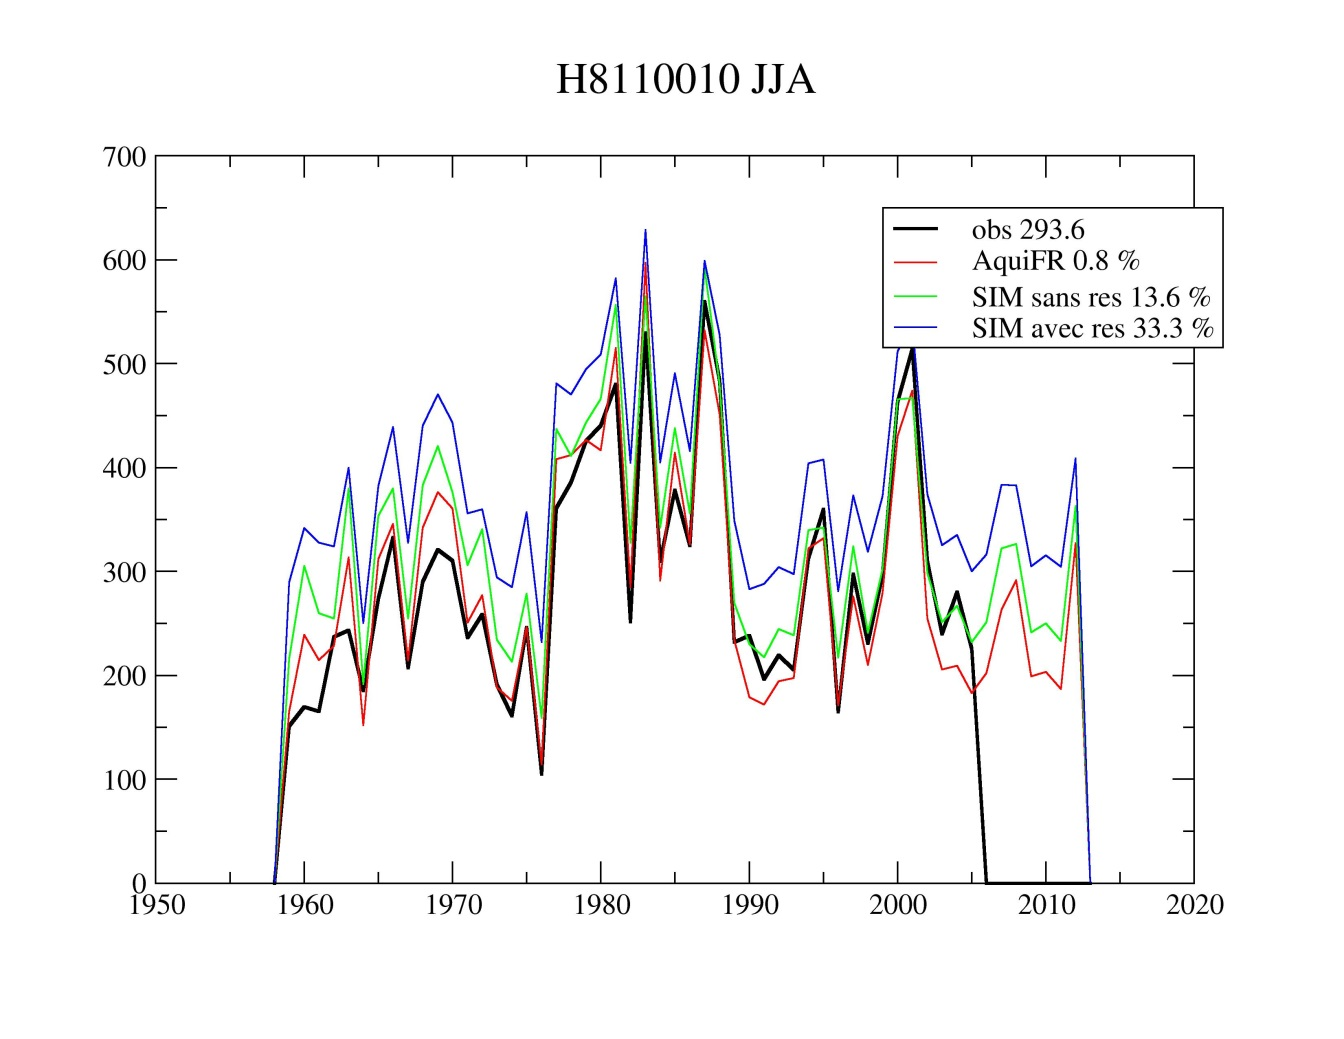 H8110010 JJA
700
600
500
400
300
200
100
0
obs 293.6
AquiFR 0.8 %
SIM sans res 13.6 %
SIM avec res 33.3 %
1950 1960 1970 1980 1990 2000 2010 2020